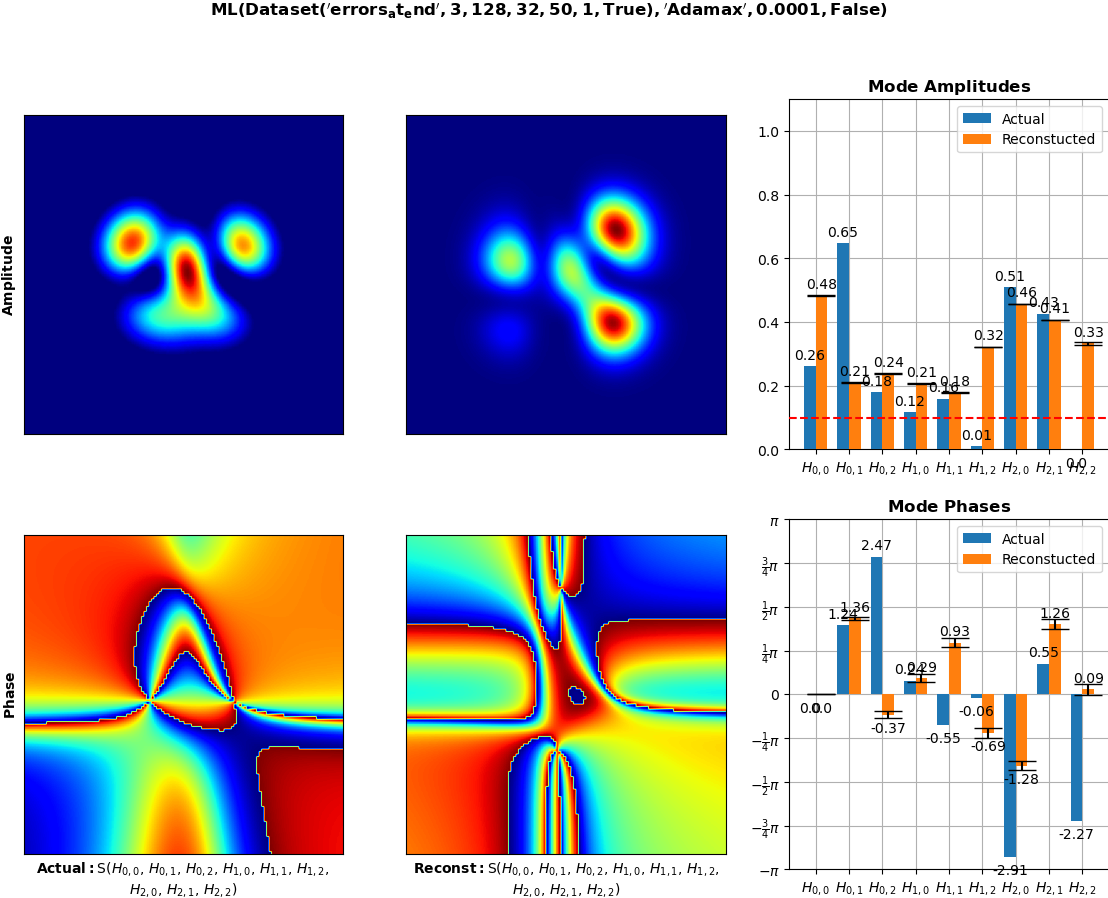 ML(Dataset('errors_at_end', 3, 128, 32, 50, 1, True), 'Adamax', 0.0001, False)
Amplitude
Mode Amplitudes
Actual
Reconstucted
1.0
0.8
0.6
0.4
0.2
0.0
0.26
0.48
0.65
0.21
0.18
0.24
0.12
0.21
0.16
0.18
0.01
0.32
0.51
0.46
0.43
0.41
0.0
0.33
H0,0 H0,1 H0,2 H1,0 H1,1 H1,2 H2,0 H2,1 H2,2
Phase
Mode Phases
Actual
Reconstucted
π
3/4 π
1/2 π
1/4 π
0
−1/4 π
−1/2 π
−3/4 π
−π
0.0
0.0
1.24
1.36
2.47
-0.37
0.24
0.29
-0.55
0.93
-0.06
-0.69
-2.91
-1.28
0.55
1.26
-2.27
0.09
H0,0 H0,1 H0,2 H1,0 H1,1 H1,2 H2,0 H2,1 H2,2
Actual: S(H0,0, H0,1, H0,2, H1,0, H1,1, H1,2,
H2,0, H2,1, H2,2)
Reconst: S(H0,0, H0,1, H0,2, H1,0, H1,1, H1,2,
H2,0, H2,1, H2,2)